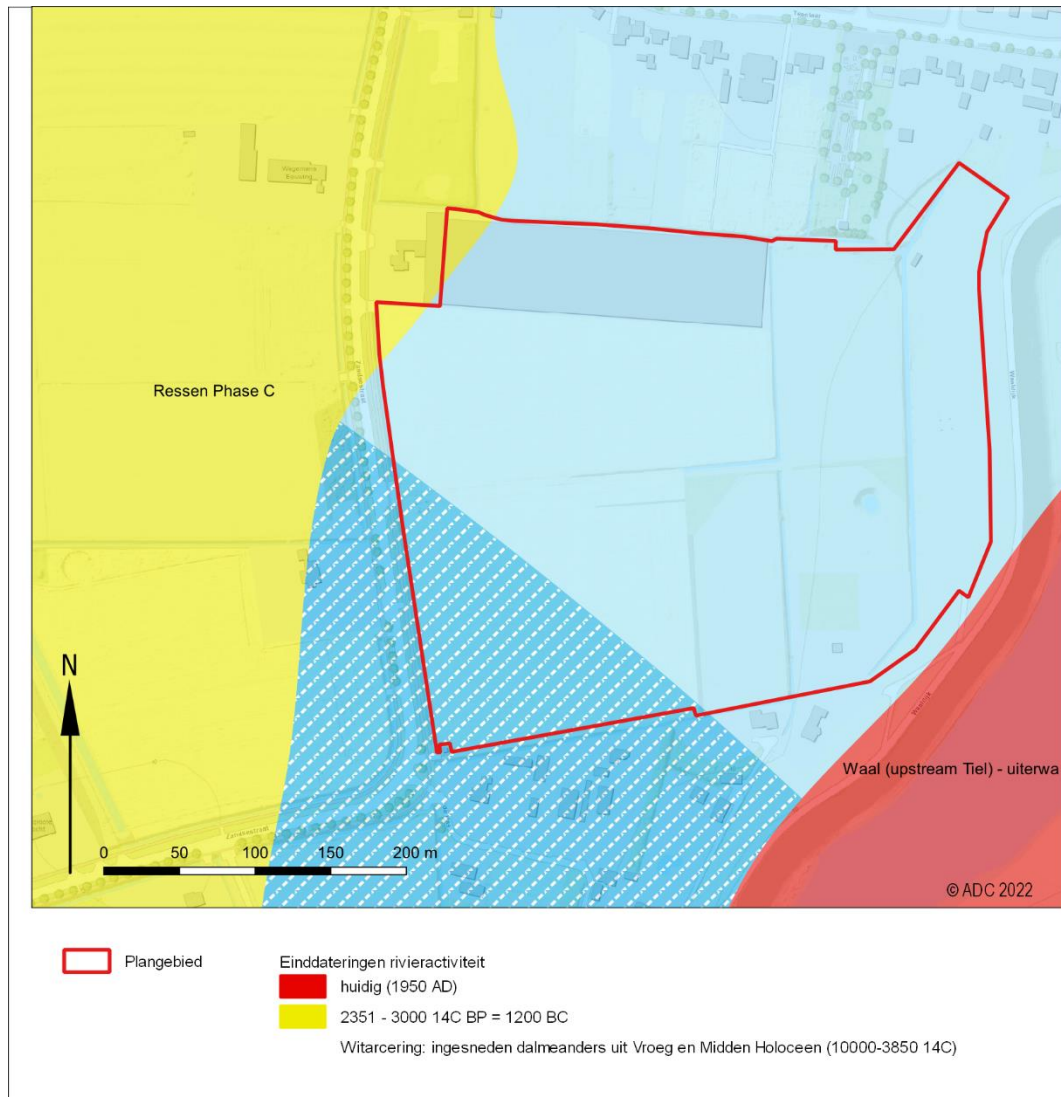 Ressen Phase C
Waal (upstream Tiel) - uiterwa
N
0 50 100 150 200 m
© ADC 2022
Plangebied
Einddateringen rivieractiviteit
huidig (1950 AD)
2351 - 3000 14C BP = 1200 BC
Witarcering: ingesneden dalmeanders uit Vroeg en Midden Holoceen (10000-3850 14C)